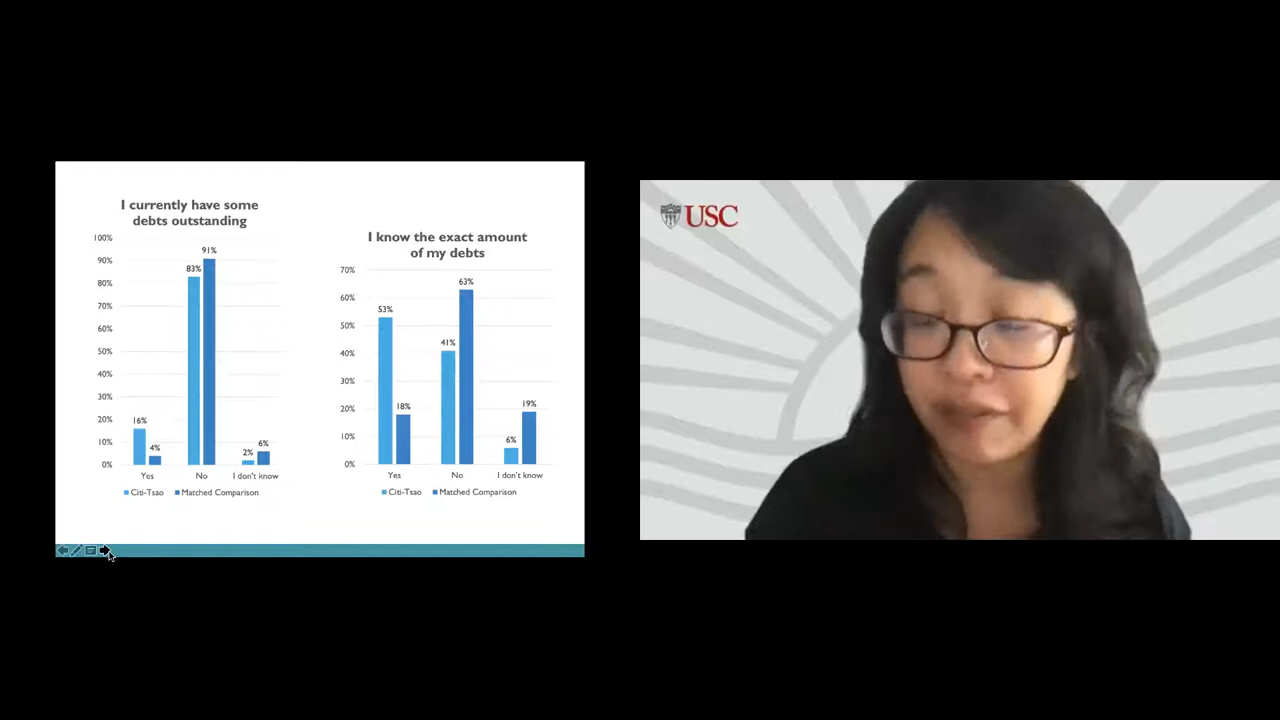 I currently have some
debts outstanding
100%
90%
80%
70%
60%
50%
40%
30%
20%
10%
0%
16%
4%
83%
91%
2%
6%
Yes
No
I don't know
Citi-Tsao
Matched Comparison
I know the exact amount
of my debts
70%
60%
50%
40%
30%
20%
10%
0%
53%
18%
41%
63%
6%
19%
Yes
No
I don't know
Citi-Tsao
Matched Comparison
USC